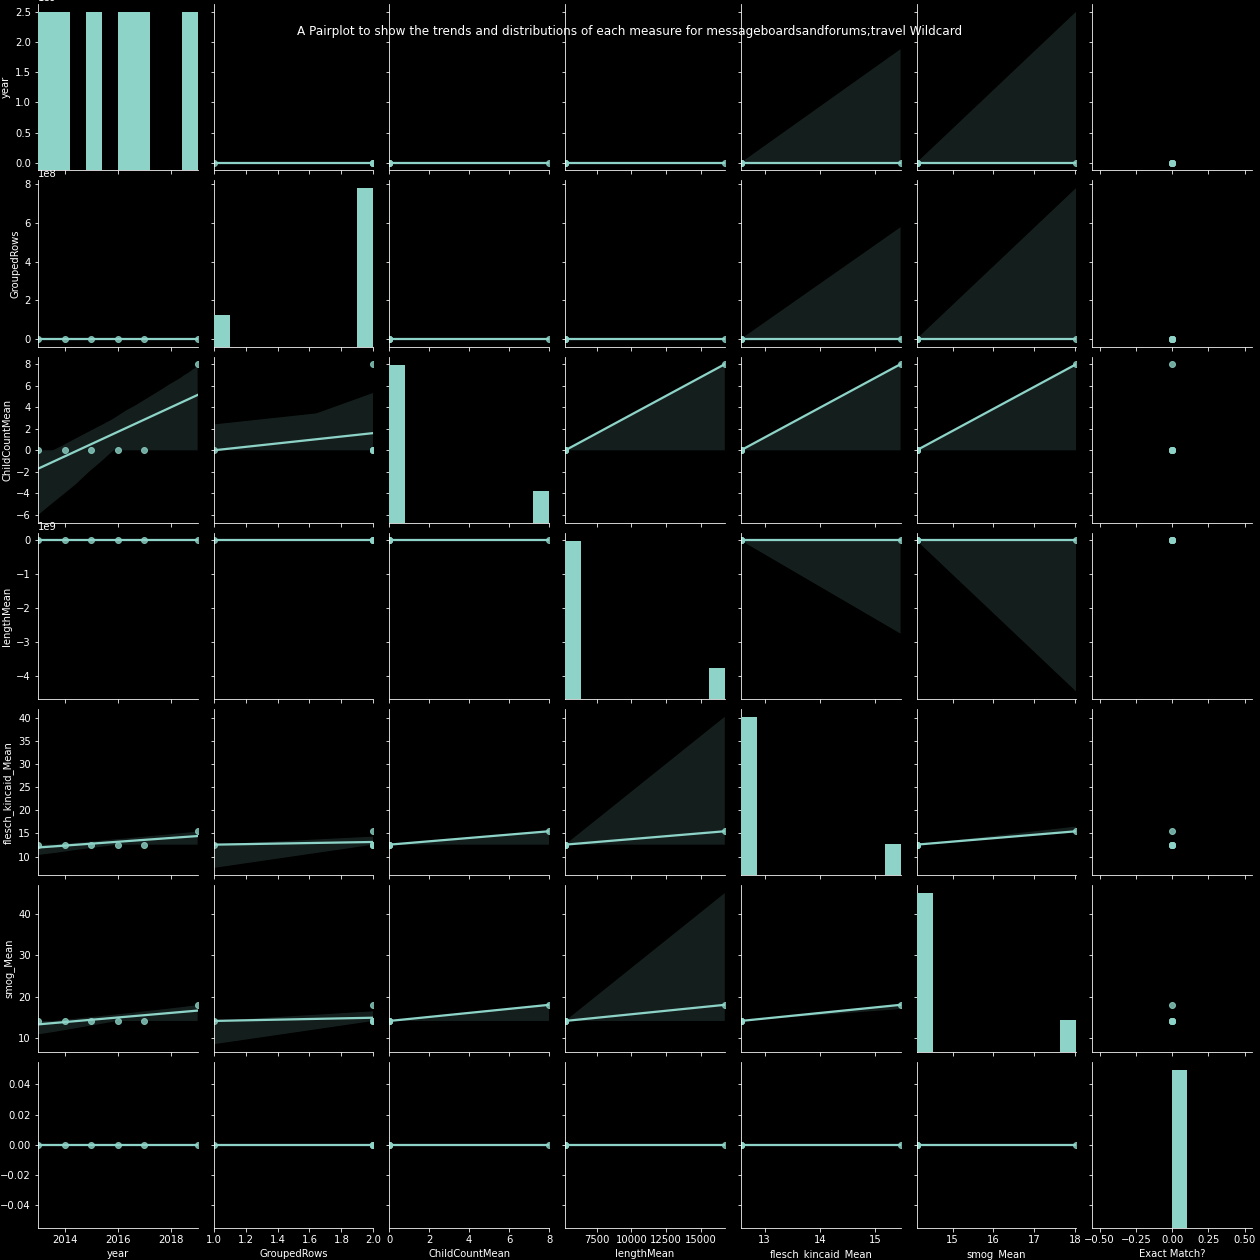 A Pairplot to show the trends and distributions of each measure for messageboardsandforums;travel Wildcard
2.5
2.0
1.5
1.0
0.5
0.0
year
1e8
8
6
4
2
0
GroupedRows
8
6
4
2
0
−2
−4
−6
ChildCountMean
1e9
0
−1
−2
−3
−4
lengthMean
40
35
30
25
20
15
10
flesch_kincaid_Mean
40
30
20
10
smog_Mean
0.04
0.02
0.00
−0.02
−0.04
2014 2016 2018
year
1.0 1.2 1.4 1.6 1.8 2.0
GroupedRows
0 2 4 6 8
ChildCountMean
7500 10000 12500 15000
lengthMean
13 14 15
flesch_kincaid_Mean
15 16 17 18
smog_Mean
−0.50 −0.25 0.00 0.25 0.50
Exact Match?